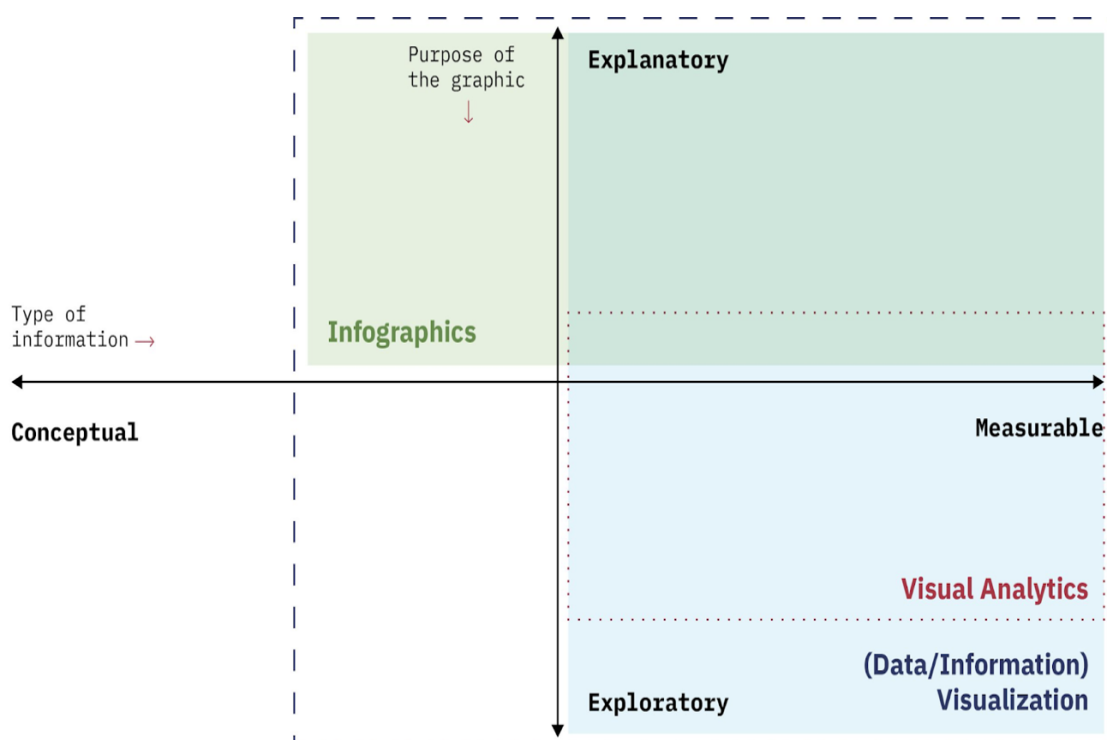 Purpose of
the graphic
Explanatory
Type of
information
Infographics
Conceptual
Measurable
Visual Analytics
(Data/Information)
Visualization
Exploratory